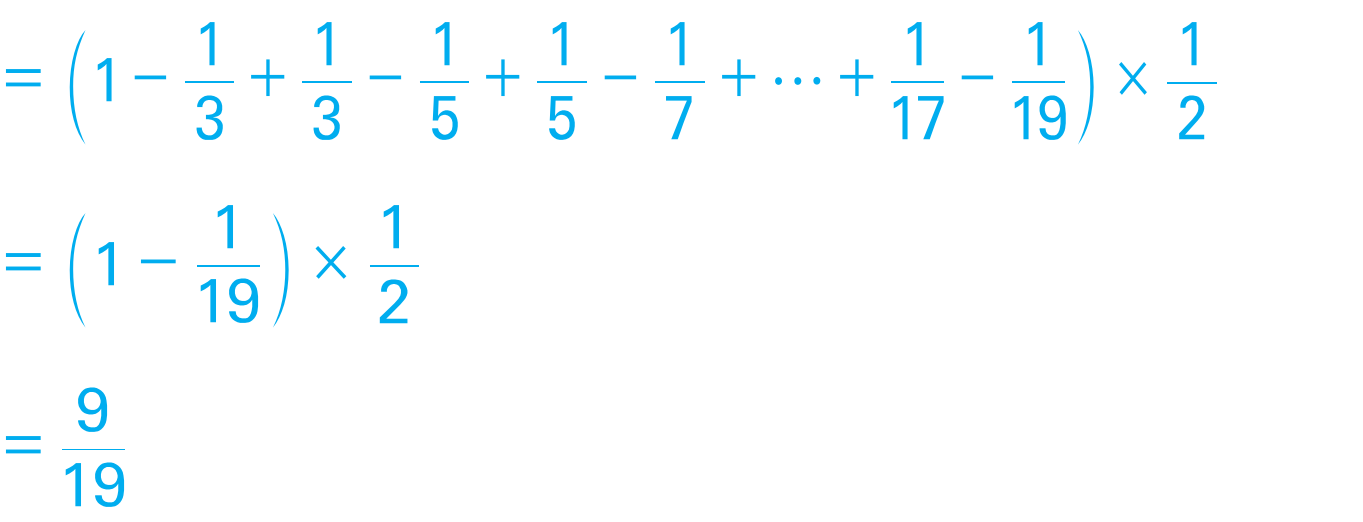 = (1 − 1/3 + 1/3 − 1/5 + 1/5 − 1/7 + ··· + 1/17 − 1/19) × 1/2
= (1 − 1/19) × 1/2
= 9/19